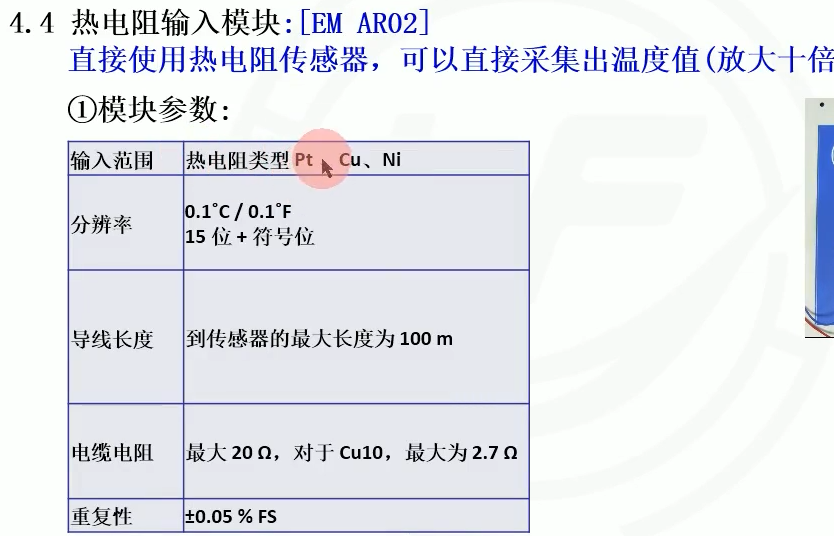 4.4 热电阻输入模块:[EM AR02]
直接使用热电阻传感器，可以直接采集出温度值(放大十倍
①模块参数:
输入范围 热电阻类型 Pt、Cu、Ni
分辨率 0.1°C / 0.1°F
15 位 + 符号位
导线长度 到传感器的最大长度为 100 m
电缆电阻 最大 20 Ω，对于 Cu10，最大为 2.7 Ω
重复性 ±0.05 % FS